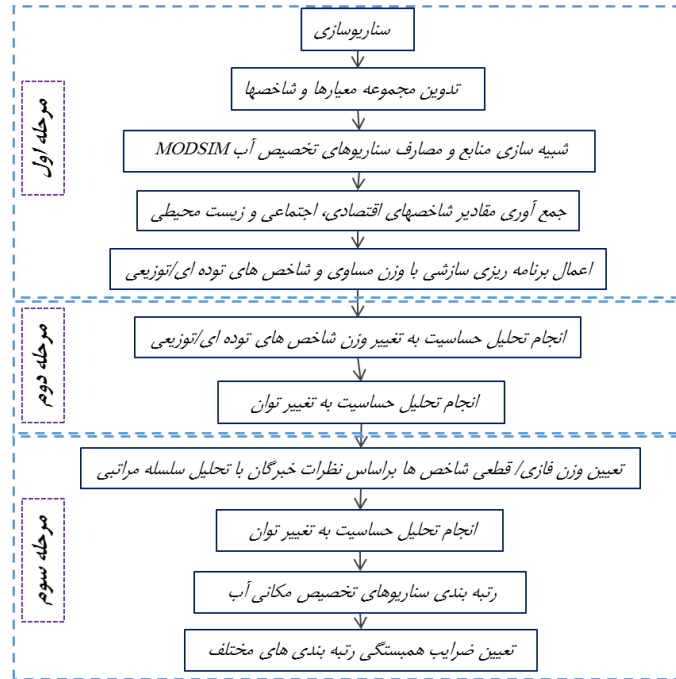 مرحله اول
سناریوسازی
تدوین مجموعه معیارها و شاخصها
شبیه سازی منابع و مصارف سناریوهای تخصیص آب MODSIM
جمع آوری مقادیر شاخصهای اقتصادی، اجتماعی و زیست محیطی
اعمال برنامه ریزی سازشی با وزن مساوی و شاخص های توده ای/توزیعی
مرحله دوم
انجام تحلیل حساسیت به تغییر وزن شاخص های توده ای/توزیعی
انجام تحلیل حساسیت به تغییر توان
مرحله سوم
تعیین وزن فازی/ قطعی شاخص ها براساس نظرات خبرگان با تحلیل سلسله مراتبی
انجام تحلیل حساسیت به تغییر توان
رتبه بندی سناریوهای تخصیص مکانی آب
تعیین ضرایب همبستگی رتبه بندی های مختلف